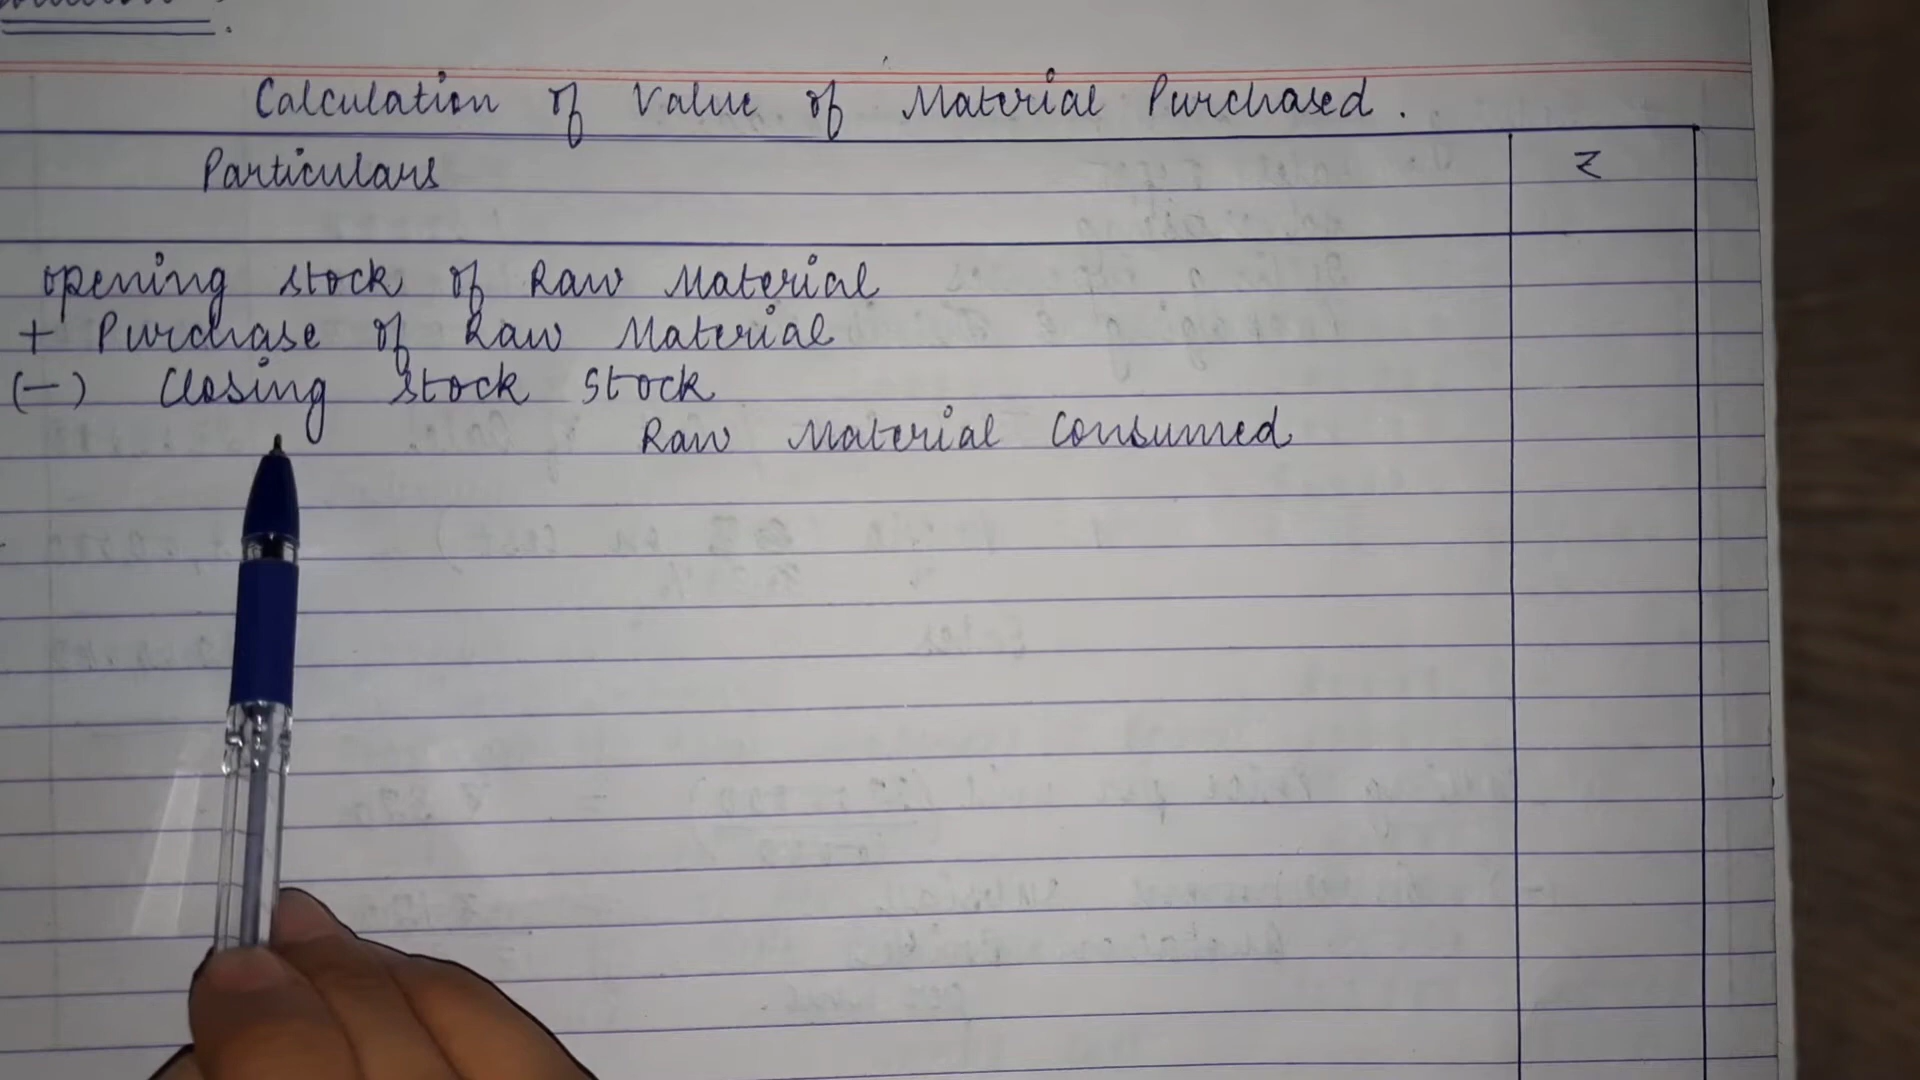 Calculation of Value of Material Purchased.
Particulars ₹
opening stock of Raw Material
+ Purchase of Raw Material
(-) Closing stock stock
Raw Material Consumed